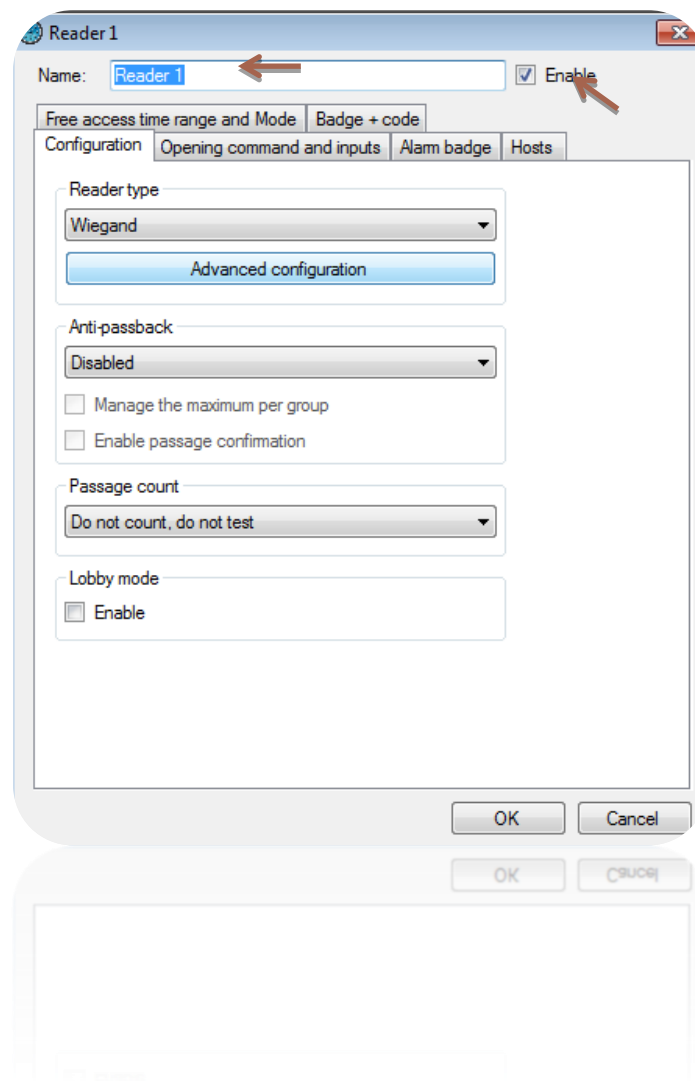 Reader 1
Name: Reader 1 Enable
Free access time range and Mode Badge + code
Configuration Opening command and inputs Alarm badge Hosts
Reader type
Wiegand
Advanced configuration
Anti-passback
Disabled
Manage the maximum per group
Enable passage confirmation
Passage count
Do not count, do not test
Lobby mode
Enable
OK Cancel
OK Cancel